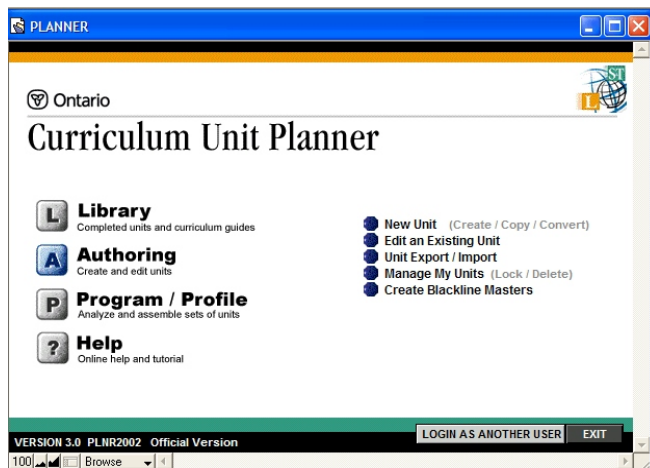 PLANNER
ST
L
Ontario
Curriculum Unit Planner
L
Library
Completed units and curriculum guides
A
Authoring
Create and edit units
P
Program / Profile
Analyze and assemble sets of units
?
Help
Online help and tutorial
New Unit (Create / Copy / Convert)
Edit an Existing Unit
Unit Export / Import
Manage My Units (Lock / Delete)
Create Blackline Masters
LOGIN AS ANOTHER USER EXIT
VERSION 3.0 PLNR2002 Official Version
100 Browse